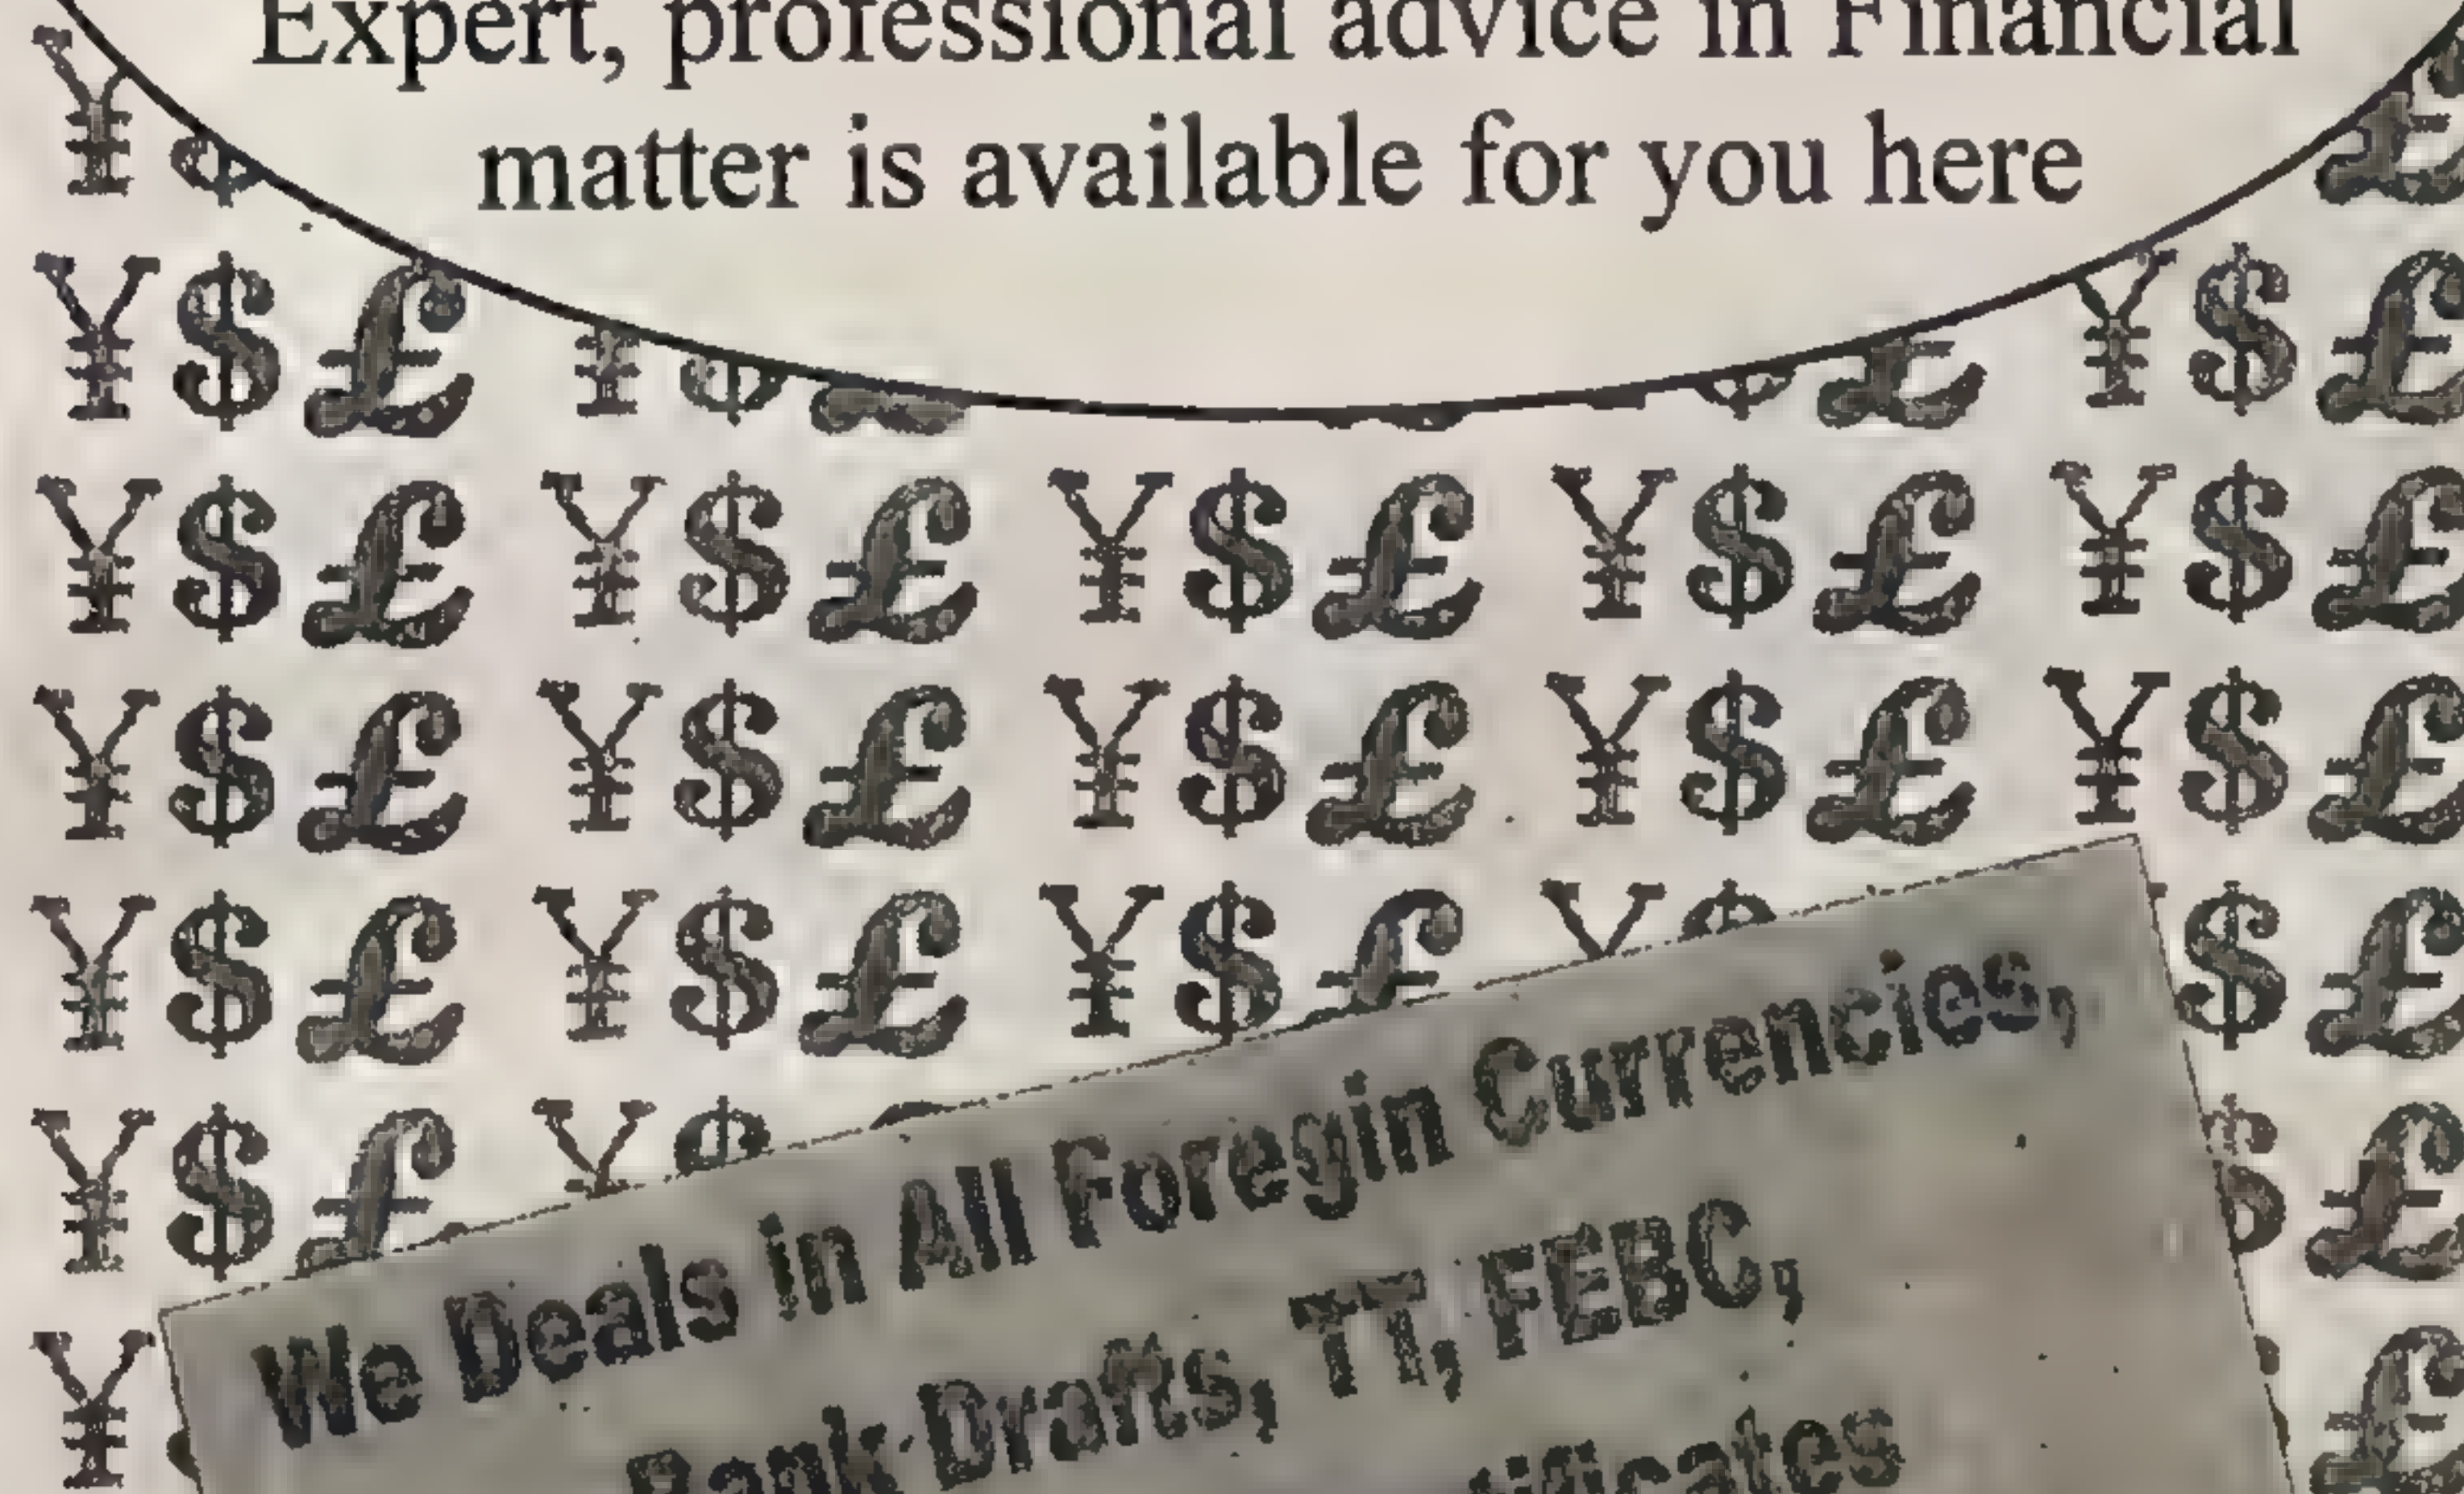 Expert, professional advice in Financial
matter is available for you here
¥ $ £
¥ $ £ ¥ $ £ £ ¥ $ £
¥ $ £ ¥ $ £ ¥ $ £ ¥ $ £ ¥ $ £
¥ $ £ ¥ $ £ ¥ $ £ ¥ $ £ ¥ $ £
¥ $ £ ¥ $ £ ¥ $ £ ¥ $ $ £
¥ $ £ ¥ $ $ £
¥ £
We Deals in All Foregin Currencies,
Bank Drafts, TT, FEBC,